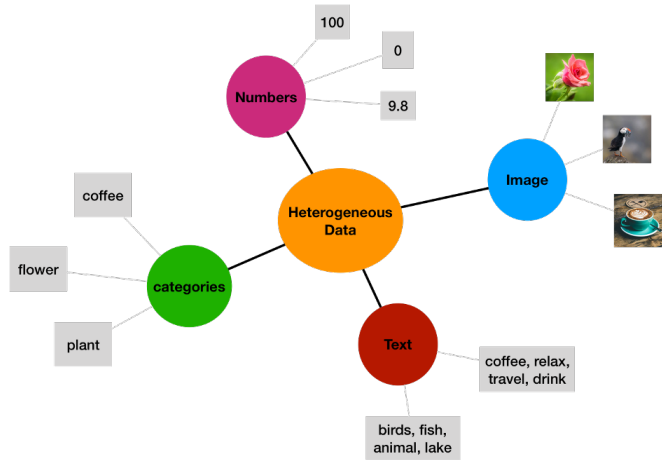 100
0
9.8
Numbers
Image
Heterogeneous
Data
coffee
flower
plant
categories
Text
coffee, relax,
travel, drink
birds, fish,
animal, lake